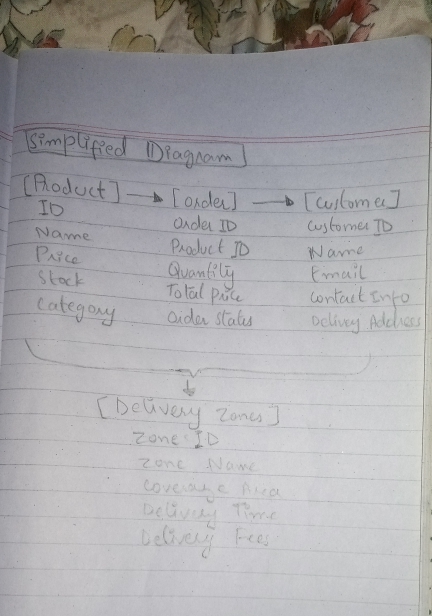 Simplified Diagram
[Product] → [order] → [customer]
ID order ID customer ID
Name Product ID Name
Price Quantity Email
Stock Total price contact Info
Category order status Delivry Address
[Delivery Zones]
Zone ID
Zone Name
Coverage Area
Delivery Time
Delivery Fees